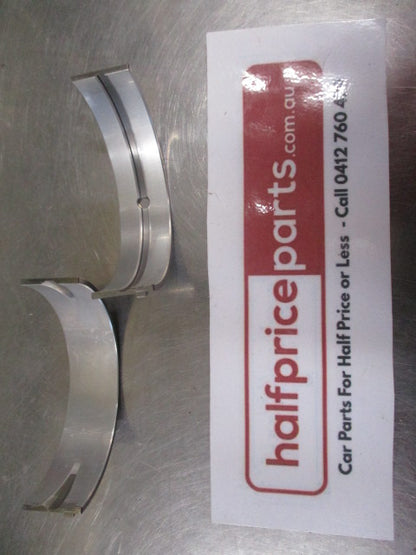 halfpriceparts.com.au
Car Parts For Half Price or Less - Call 0412 760